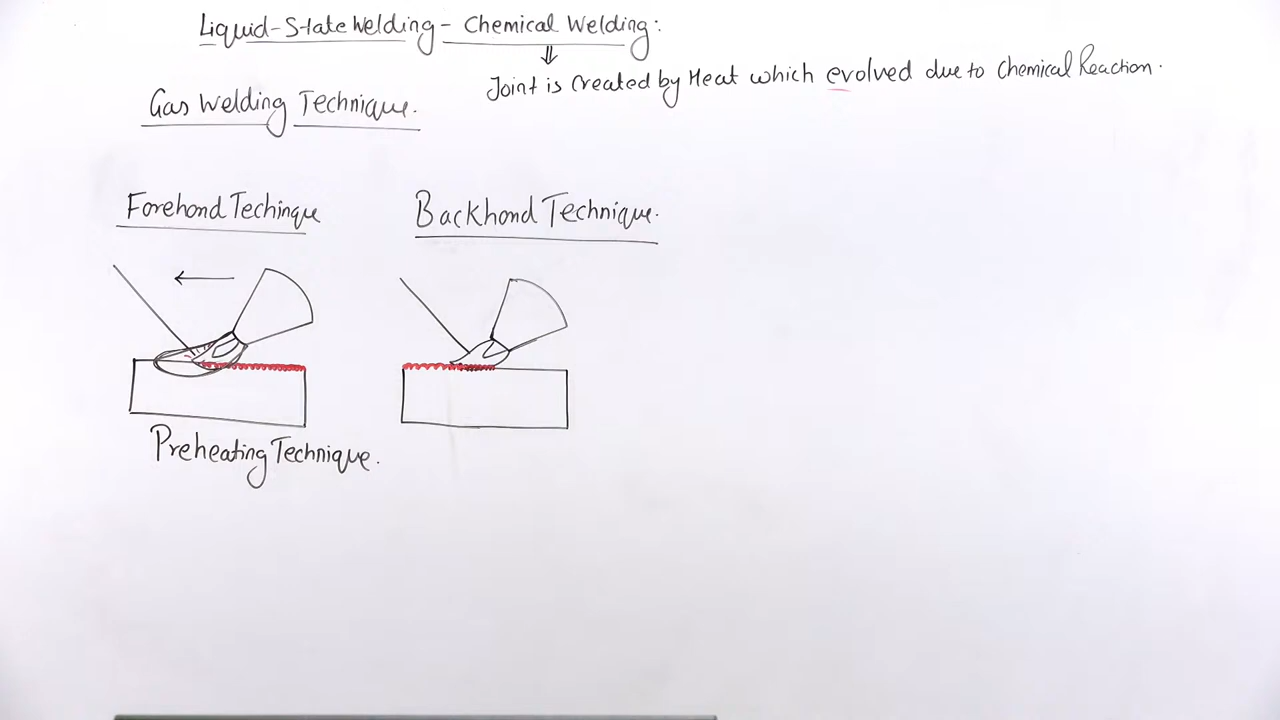 Liquid-State Welding - Chemical Welding:
Joint is created by Heat which evolved due to Chemical Reaction.
Gas Welding Technique.
Forehond Techinque
Backhond Technique.
Preheating Technique.